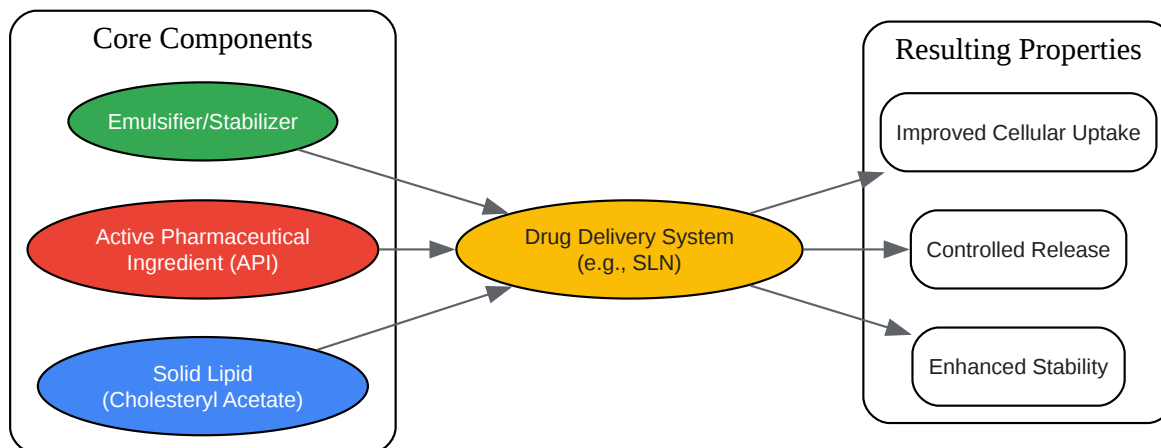 Core Components
Emulsifier/Stabilizer
Active Pharmaceutical
Ingredient (API)
Solid Lipid
(Cholesteryl Acetate)
Drug Delivery System
(e.g., SLN)
Resulting Properties
Improved Cellular Uptake
Controlled Release
Enhanced Stability